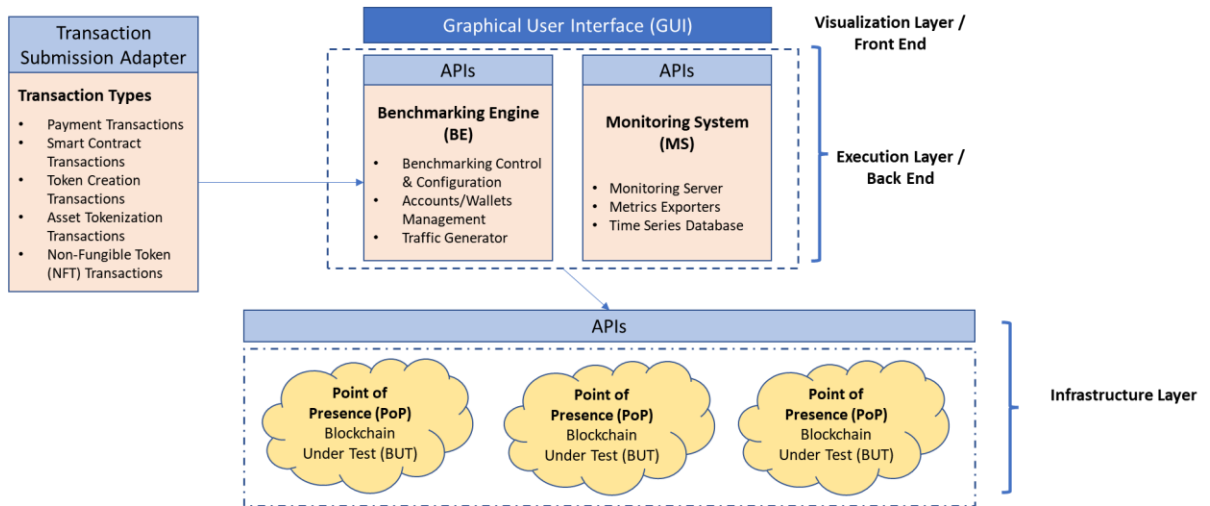 Transaction
Submission Adapter
Transaction Types
• Payment Transactions
• Smart Contract
Transactions
• Token Creation
Transactions
• Asset Tokenization
Transactions
• Non-Fungible Token
(NFT) Transactions
Graphical User Interface (GUI)
Visualization Layer /
Front End
APIs
Benchmarking Engine
(BE)
• Benchmarking Control
& Configuration
• Accounts/Wallets
Management
• Traffic Generator
APIs
Monitoring System
(MS)
• Monitoring Server
• Metrics Exporters
• Time Series Database
Execution Layer /
Back End
APIs
Point of
Presence (PoP)
Blockchain
Under Test (BUT)
Point of
Presence (PoP)
Blockchain
Under Test (BUT)
Point of
Presence (PoP)
Blockchain
Under Test (BUT)
Infrastructure Layer